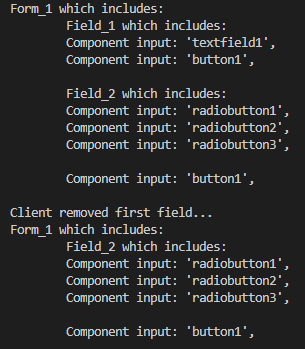 Form_1 which includes:
Field_1 which includes:
Component input: 'textfield1',
Component input: 'button1',
Field_2 which includes:
Component input: 'radiobutton1',
Component input: 'radiobutton2',
Component input: 'radiobutton3',
Component input: 'button1',
Client removed first field...
Form_1 which includes:
Field_2 which includes:
Component input: 'radiobutton1',
Component input: 'radiobutton2',
Component input: 'radiobutton3',
Component input: 'button1',